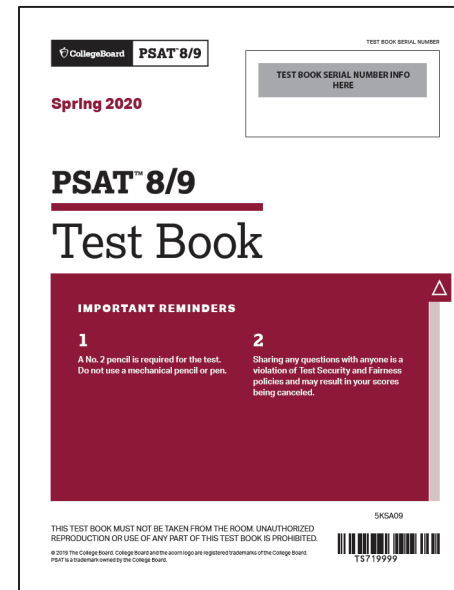 TEST BOOK SERIAL NUMBER
CollegeBoard PSAT™8/9
TEST BOOK SERIAL NUMBER INFO
HERE
Spring 2020
PSAT™ 8/9
Test Book
IMPORTANT REMINDERS
1
A No. 2 pencil is required for the test.
Do not use a mechanical pencil or pen.
2
Sharing any questions with anyone is a
violation of Test Security and Fairness
policies and may result in your scores
being canceled.
5KSA09
THIS TEST BOOK MUST NOT BE TAKEN FROM THE ROOM. UNAUTHORIZED
REPRODUCTION OR USE OF ANY PART OF THIS TEST BOOK IS PROHIBITED.
© 2019 The College Board. College Board and the acorn logo are registered trademarks of the College Board.
PSAT is a trademark owned by the College Board.
TS719999